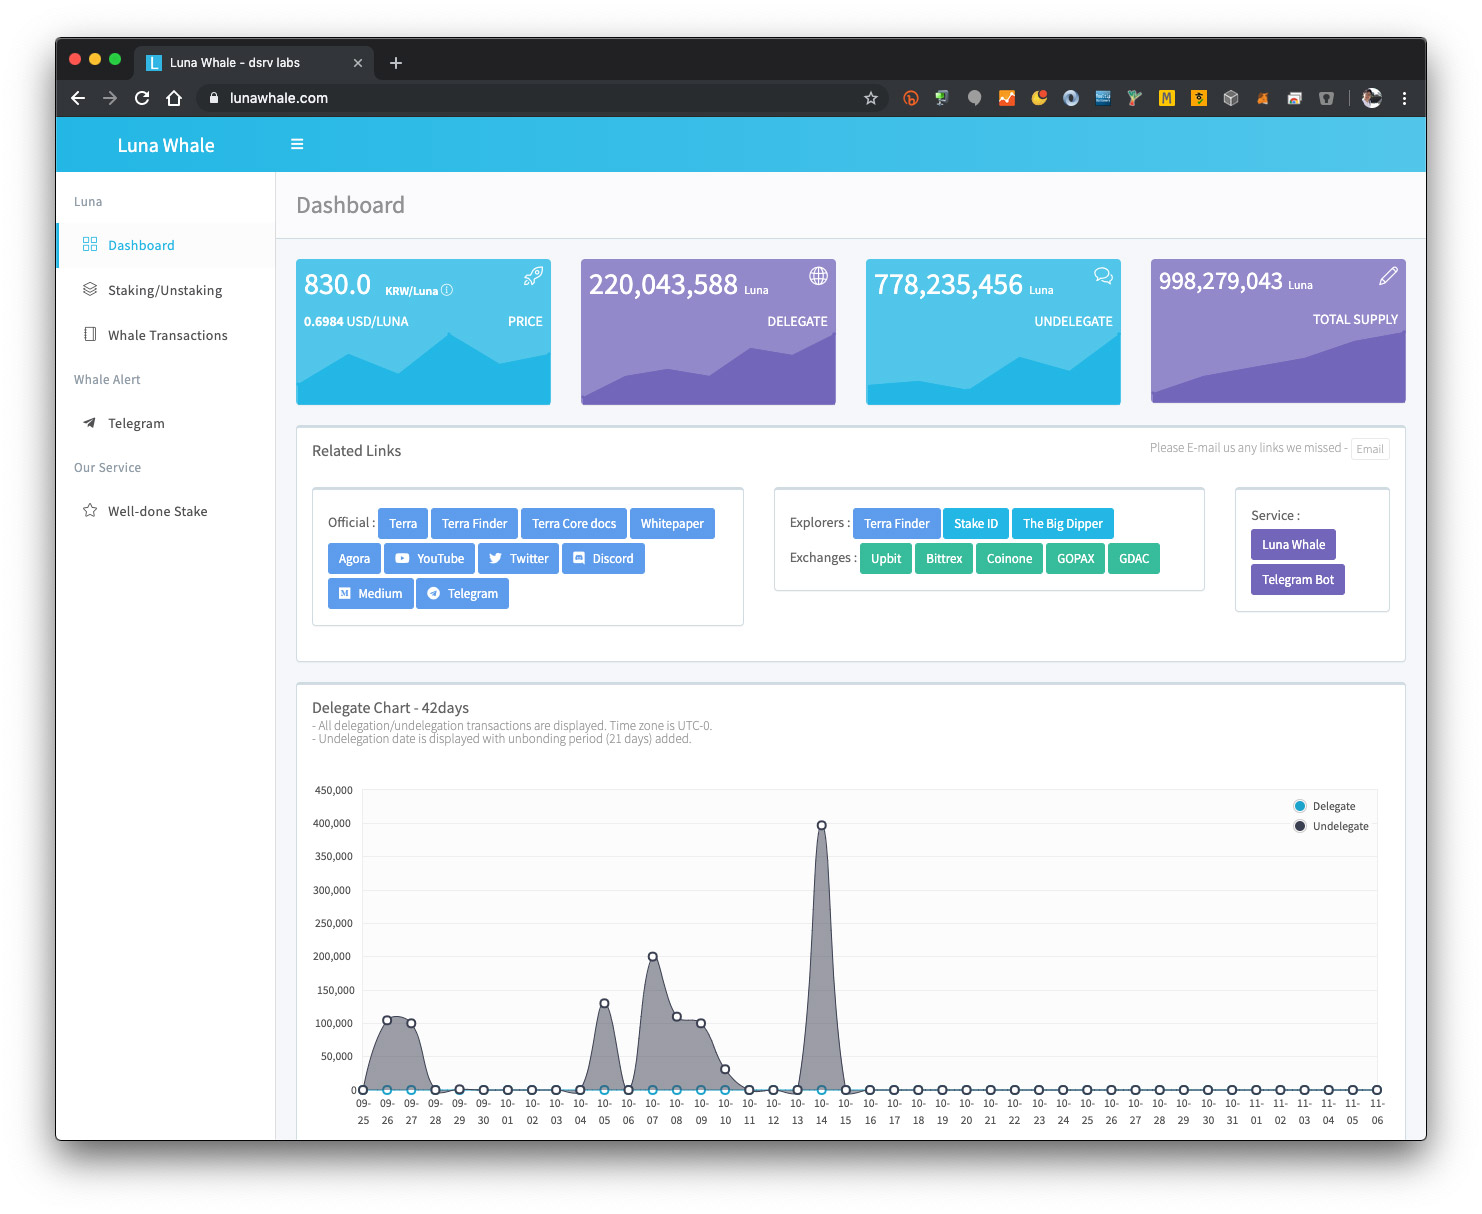 Luna Whale - dsrv labs
lunawhale.com
Luna Whale
Luna
Dashboard
Staking/Unstaking
Whale Transactions
Whale Alert
Telegram
Our Service
Well-done Stake
Dashboard
830.0 KRW/Luna
0.6984 USD/LUNA PRICE
220,043,588 Luna
DELEGATE
778,235,456 Luna
UNDELEGATE
998,279,043 Luna
TOTAL SUPPLY
Related Links
Please E-mail us any links we missed - Email
Official : Terra Terra Finder Terra Core docs Whitepaper
Agora YouTube Twitter Discord
Medium Telegram
Explorers : Terra Finder Stake ID The Big Dipper
Exchanges : Upbit Bittrex Coinone GOPAX GDAC
Service :
Luna Whale
Telegram Bot
Delegate Chart - 42days
- All delegation/undelegation transactions are displayed. Time zone is UTC-0.
- Undelegation date is displayed with unbonding period (21 days) added.
450,000
400,000
350,000
300,000
250,000
200,000
150,000
100,000
50,000
0
Delegate
Undelegate
09- 09- 09- 09- 09- 09- 10- 10- 10- 10- 10- 10- 10- 10- 10- 10- 10- 10- 10- 10- 10- 10- 10- 10- 10- 10- 10- 10- 10- 10- 10- 10- 10- 10- 10- 10- 10- 11- 11- 11- 11- 11- 11-
25 26 27 28 29 30 01 02 03 04 05 06 07 08 09 10 11 12 13 14 15 16 17 18 19 20 21 22 23 24 25 26 27 28 29 30 31 01 02 03 04 05 06